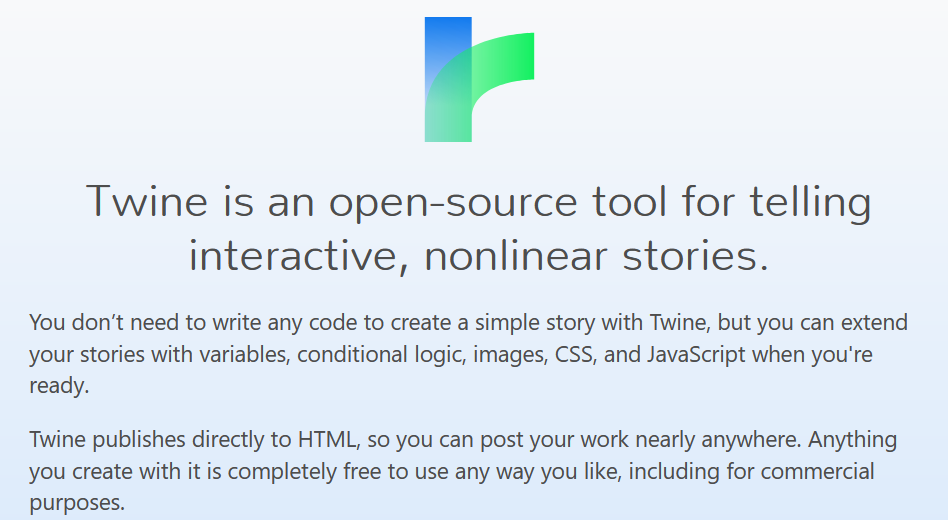 Twine is an open-source tool for telling
interactive, nonlinear stories.
You don’t need to write any code to create a simple story with Twine, but you can extend
your stories with variables, conditional logic, images, CSS, and JavaScript when you're
ready.
Twine publishes directly to HTML, so you can post your work nearly anywhere. Anything
you create with it is completely free to use any way you like, including for commercial
purposes.